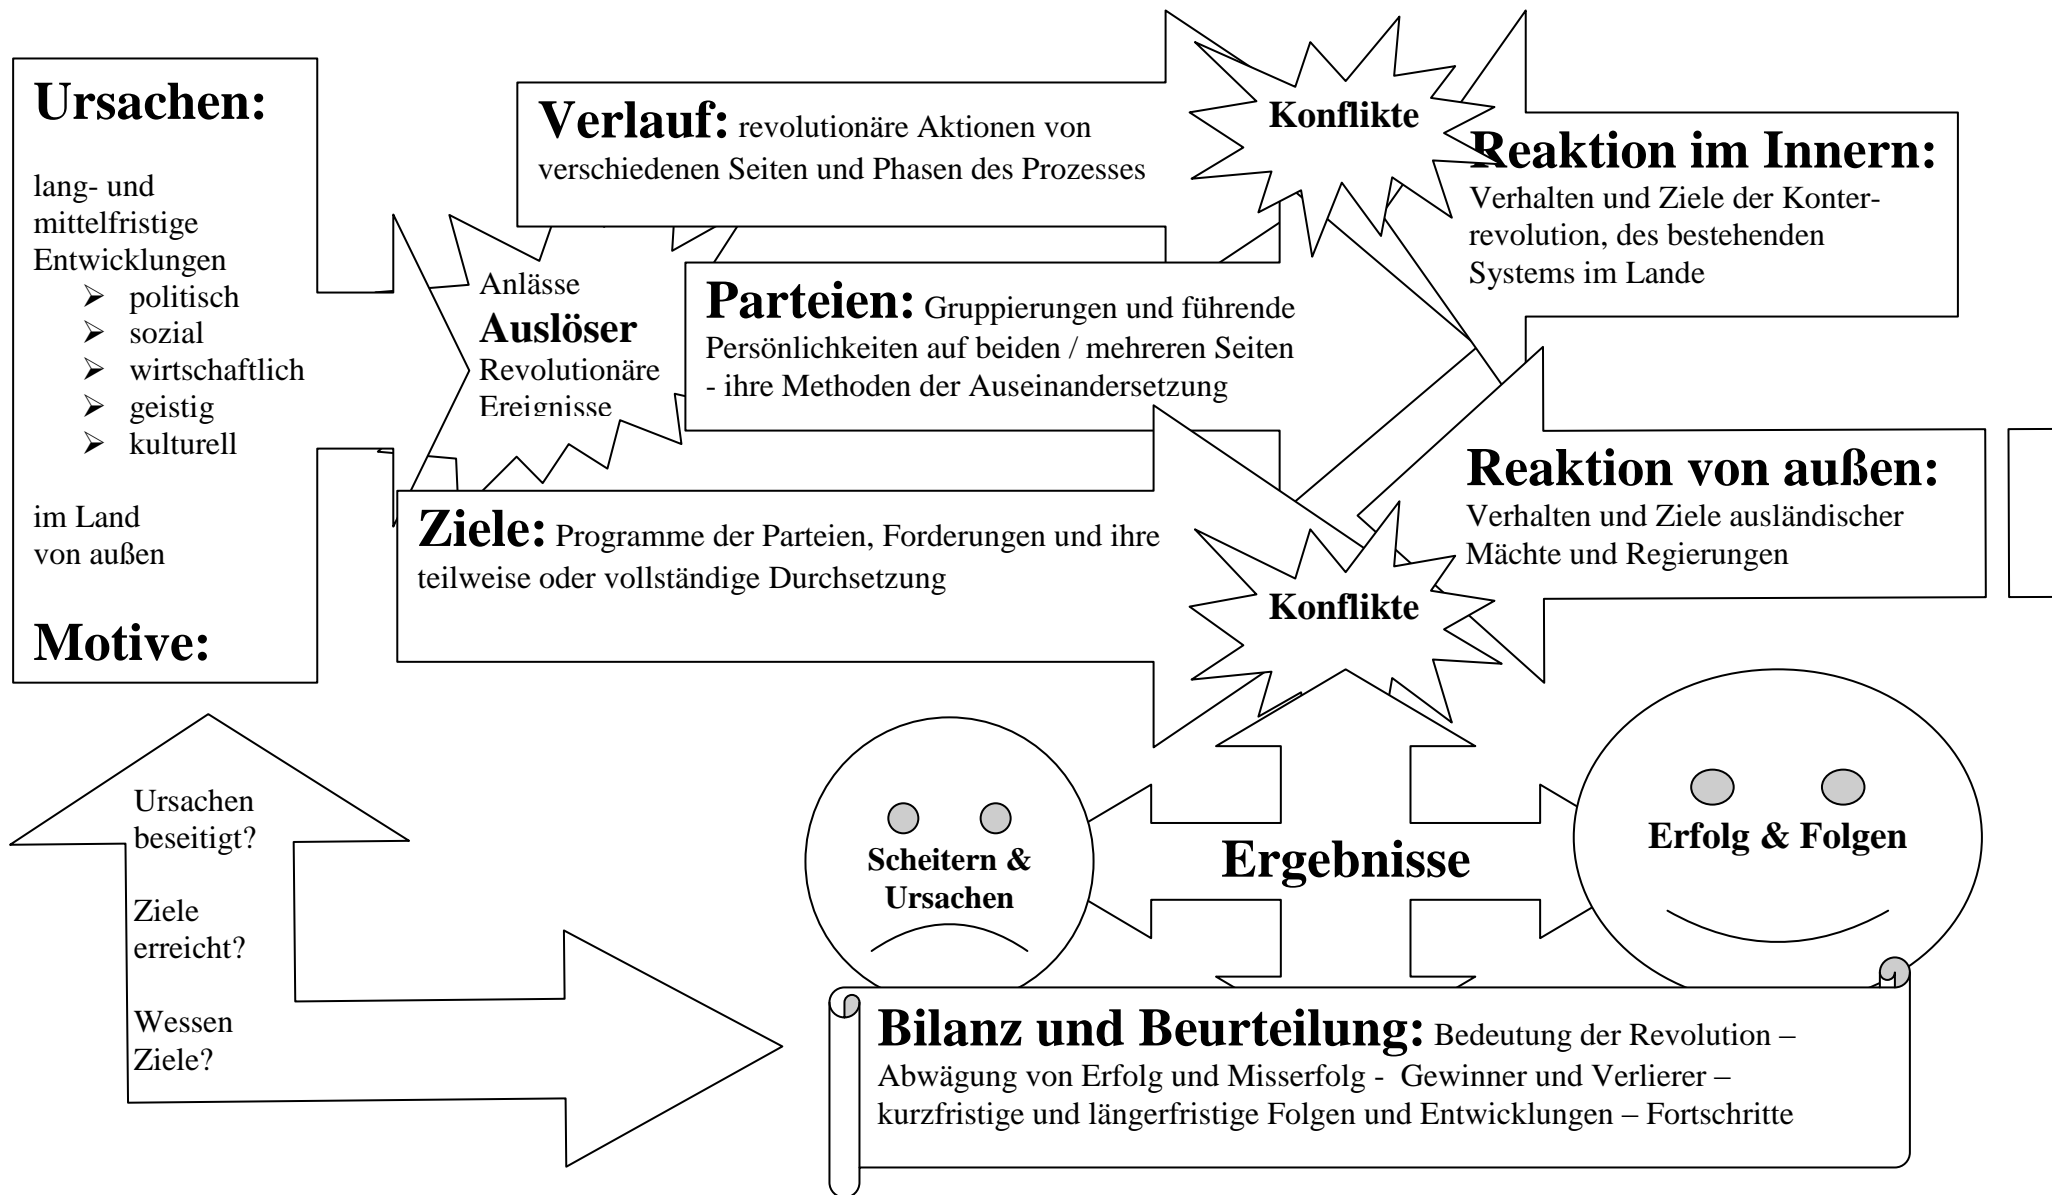 Ursachen:
lang- und
mittelfristige
Entwicklungen
➢ politisch
➢ sozial
➢ wirtschaftlich
➢ geistig
➢ kulturell
im Land
von außen
Motive:
Anlässe
Auslöser
Revolutionäre
Ereignisse
Verlauf: revolutionäre Aktionen von
verschiedenen Seiten und Phasen des Prozesses
Parteien: Gruppierungen und führende
Persönlichkeiten auf beiden / mehreren Seiten
- ihre Methoden der Auseinandersetzung
Ziele: Programme der Parteien, Forderungen und ihre
teilweise oder vollständige Durchsetzung
Konflikte
Reaktion im Innern:
Verhalten und Ziele der Konter-
revolution, des bestehenden
Systems im Lande
Reaktion von außen:
Verhalten und Ziele ausländischer
Mächte und Regierungen
Konflikte
Ursachen
beseitigt?
Ziele
erreicht?
Wessen
Ziele?
Scheitern &
Ursachen
Ergebnisse
Erfolg & Folgen
Bilanz und Beurteilung: Bedeutung der Revolution –
Abwägung von Erfolg und Misserfolg - Gewinner und Verlierer –
kurzfristige und längerfristige Folgen und Entwicklungen – Fortschritte